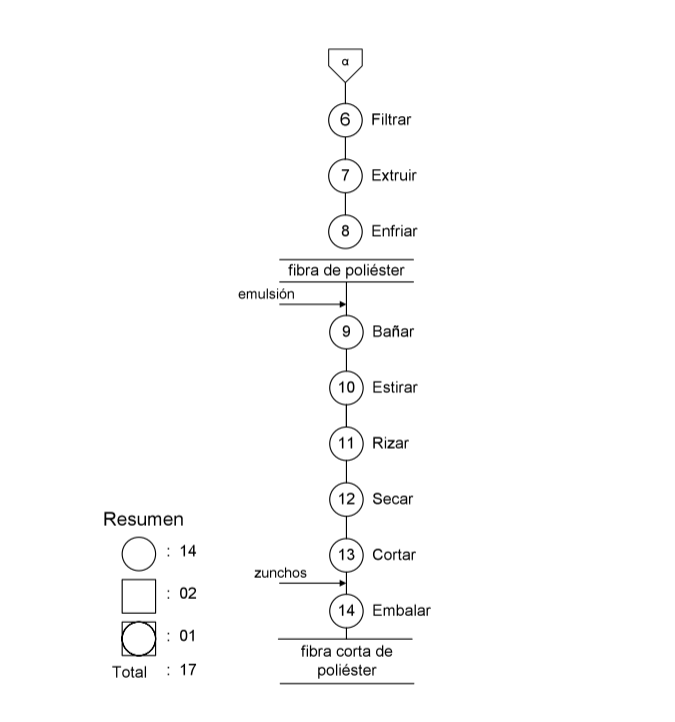 α
6 Filtrar
7 Extruir
8 Enfriar
fibra de poliéster
emulsión
9 Bañar
10 Estirar
11 Rizar
12 Secar
13 Cortar
zunchos
14 Embalar
fibra corta de
poliéster
Resumen
: 14
: 02
: 01
Total : 17